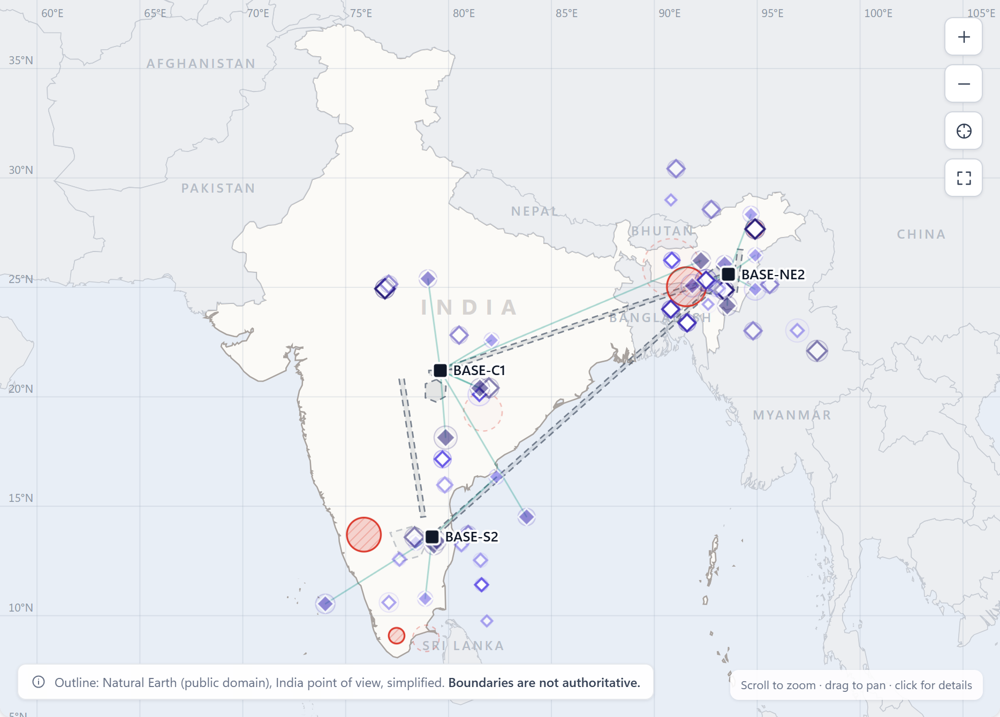 60°E 65°E 70°E 75°E 80°E 85°E 90°E 95°E 100°E 105°E
35°N
AFGHANISTAN
30°N
PAKISTAN
NEPAL
BHUTAN
CHINA
25°N
BASE-NE2
INDIA
BANGLADESH
BASE-C1
20°N
MYANMAR
15°N
BASE-S2
10°N
SRI LANKA
Outline: Natural Earth (public domain), India point of view, simplified. Boundaries are not authoritative.
Scroll to zoom · drag to pan · click for details
5°N